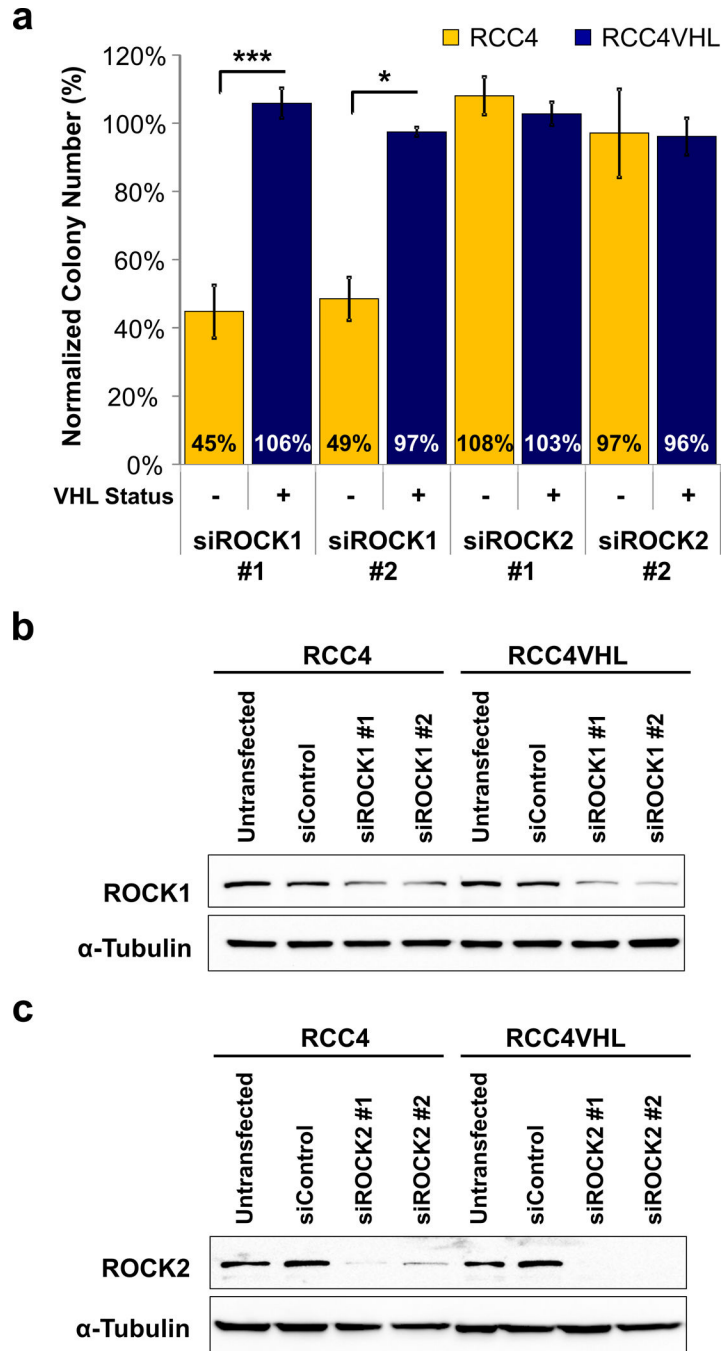 a
RCC4 RCC4VHL
Normalized Colony Number (%)
120%
100%
80%
60%
40%
20%
0%
*** *
45% 106% 49% 97% 108% 103% 97% 96%
VHL Status - + - + - + - +
siROCK1 #1 siROCK1 #2 siROCK2 #1 siROCK2 #2
b
RCC4 RCC4VHL
Untransfected siControl siROCK1 #1 siROCK1 #2 Untransfected siControl siROCK1 #1 siROCK1 #2
ROCK1
α-Tubulin
c
RCC4 RCC4VHL
Untransfected siControl siROCK2 #1 siROCK2 #2 Untransfected siControl siROCK2 #1 siROCK2 #2
ROCK2
α-Tubulin